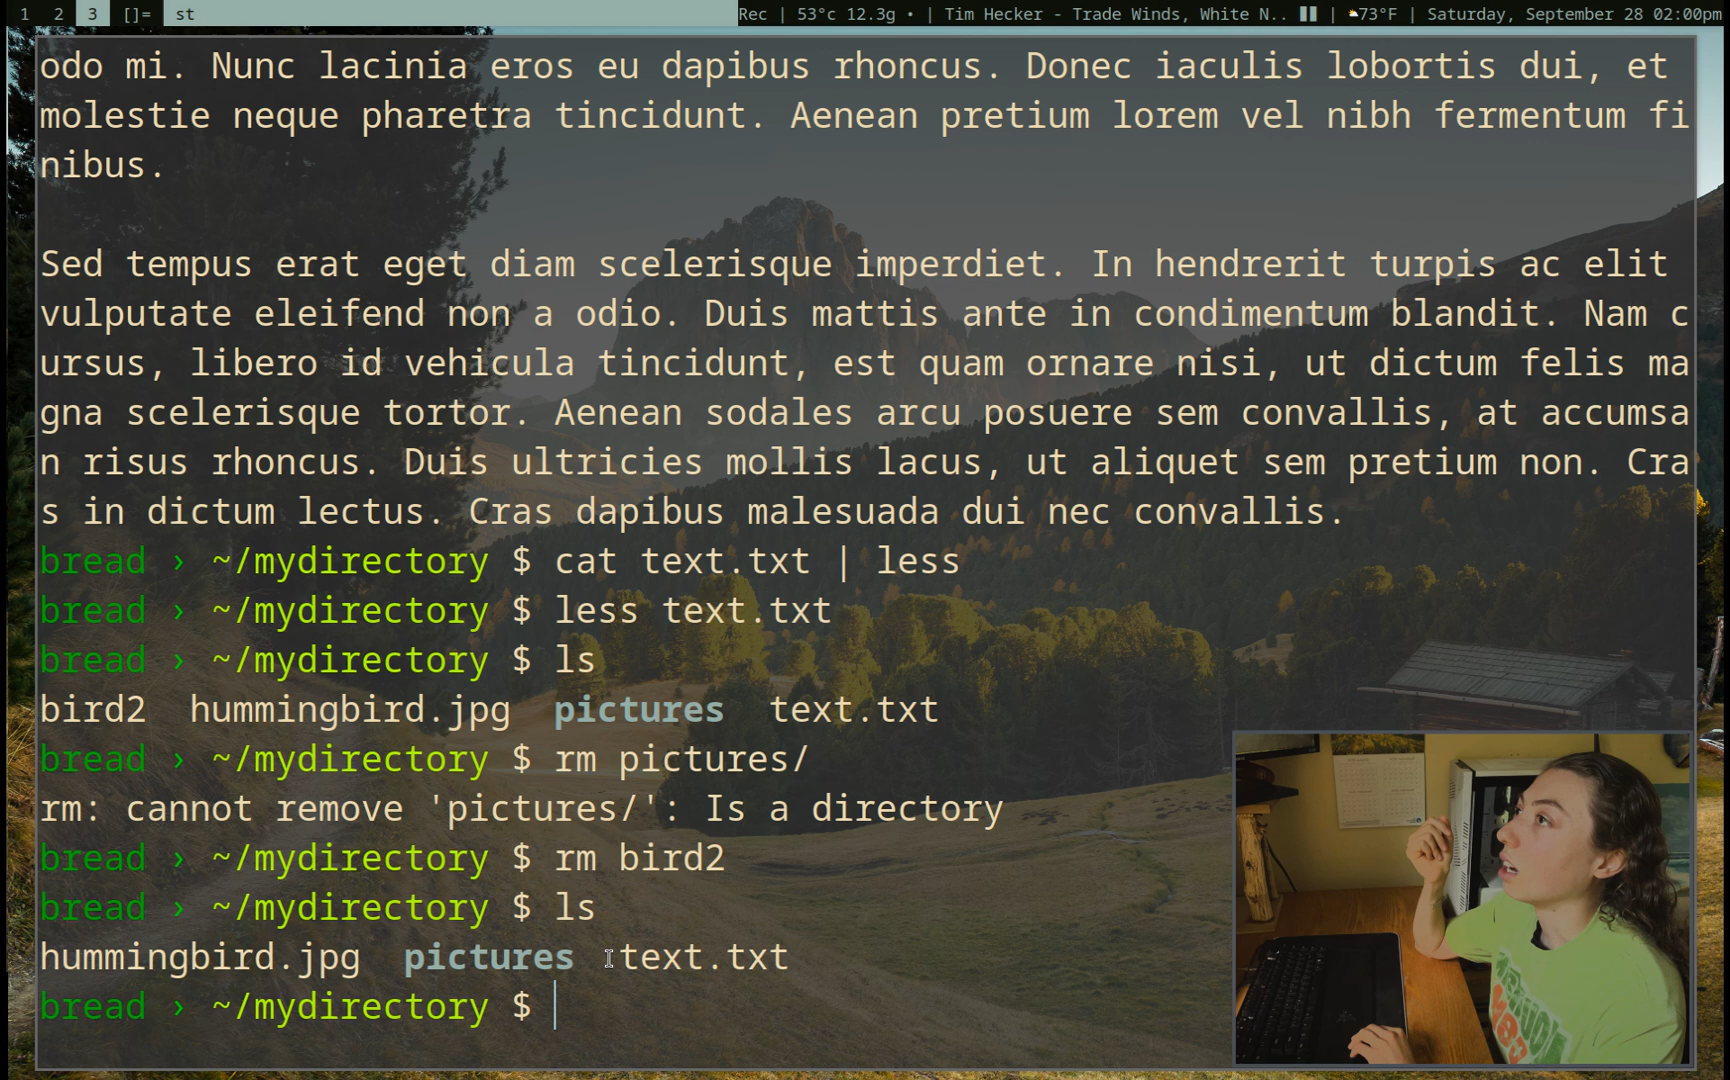 1 2 3 []= st Rec | 53°c 12.3g • | Tim Hecker - Trade Winds, White N.. | 73°F | Saturday, September 28 02:00pm
odo mi. Nunc lacinia eros eu dapibus rhoncus. Donec iaculis lobortis dui, et
molestie neque pharetra tincidunt. Aenean pretium lorem vel nibh fermentum fi
nibus.
Sed tempus erat eget diam scelerisque imperdiet. In hendrerit turpis ac elit
vulputate eleifend non a odio. Duis mattis ante in condimentum blandit. Nam c
ursus, libero id vehicula tincidunt, est quam ornare nisi, ut dictum felis ma
gna scelerisque tortor. Aenean sodales arcu posuere sem convallis, at accumsa
n risus rhoncus. Duis ultricies mollis lacus, ut aliquet sem pretium non. Cra
s in dictum lectus. Cras dapibus malesuada dui nec convallis.
bread › ~/mydirectory $ cat text.txt | less
bread › ~/mydirectory $ less text.txt
bread › ~/mydirectory $ ls
bird2 hummingbird.jpg pictures text.txt
bread › ~/mydirectory $ rm pictures/
rm: cannot remove 'pictures/': Is a directory
bread › ~/mydirectory $ rm bird2
bread › ~/mydirectory $ ls
hummingbird.jpg pictures text.txt
bread › ~/mydirectory $